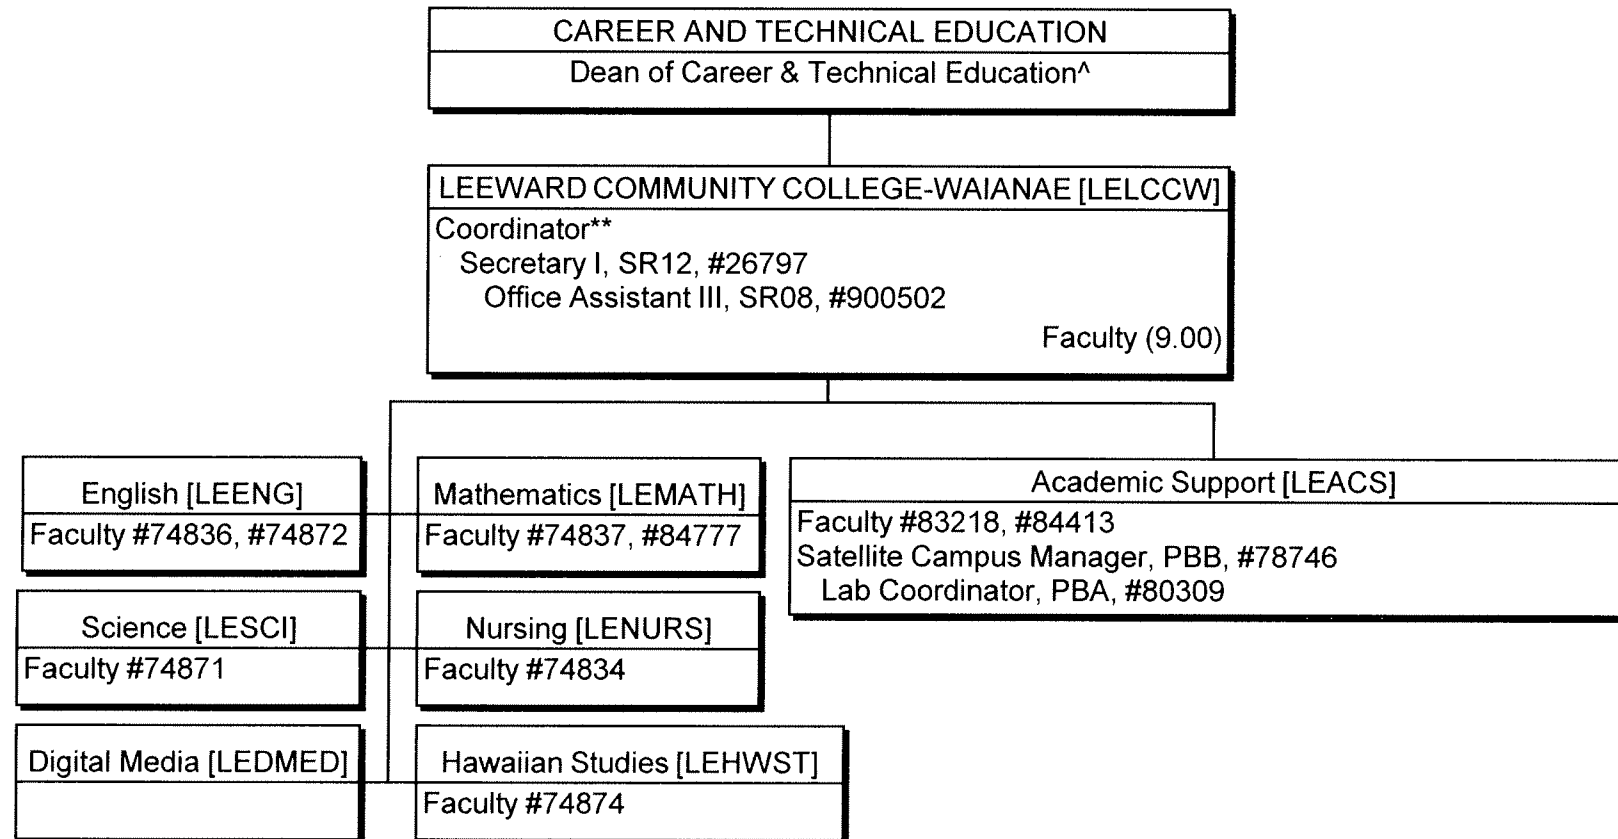 CAREER AND TECHNICAL EDUCATION
Dean of Career & Technical Education^
LEEWARD COMMUNITY COLLEGE-WAIANAE [LELCCW]
Coordinator**
Secretary I, SR12, #26797
Office Assistant III, SR08, #900502
Faculty (9.00)
English [LEENG]
Faculty #74836, #74872
Mathematics [LEMATH]
Faculty #74837, #84777
Academic Support [LEACS]
Faculty #83218, #84413
Satellite Campus Manager, PBB, #78746
Lab Coordinator, PBA, #80309
Science [LESCI]
Faculty #74871
Nursing [LENURS]
Faculty #74834
Digital Media [LEDMED]
Hawaiian Studies [LEHWST]
Faculty #74874